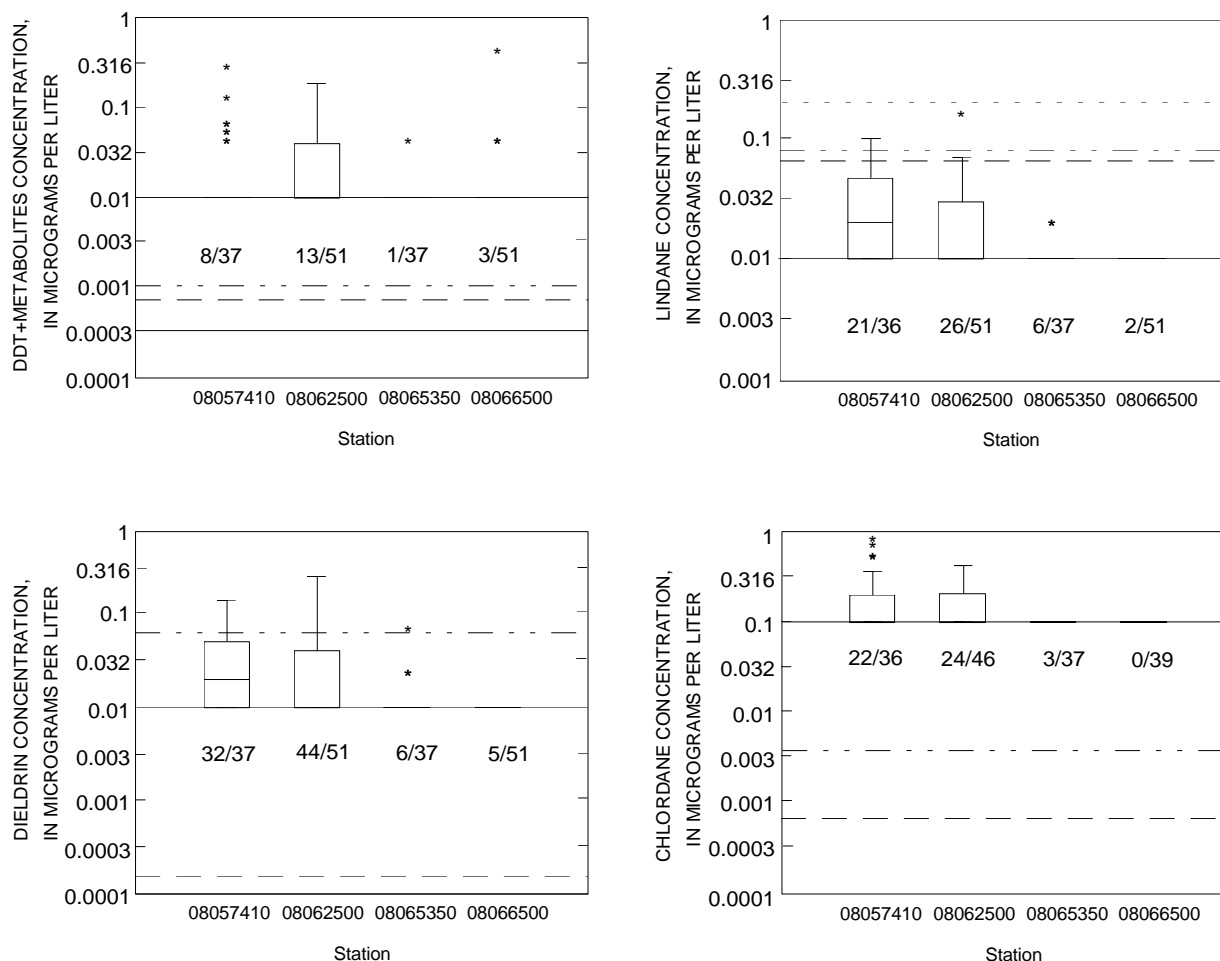 DDT+METABOLITES CONCENTRATION,
IN MICROGRAMS PER LITER
1
0.316
0.1
0.032
0.01
0.003
0.001
0.0003
0.0001
*
*
*
*
*
*
*
*
8/37 13/51 1/37 3/51
08057410 08062500 08065350 08066500
Station
LINDANE CONCENTRATION,
IN MICROGRAMS PER LITER
1
0.316
0.1
0.032
0.01
0.003
0.001
*
*
21/36 26/51 6/37 2/51
08057410 08062500 08065350 08066500
Station
DIELDRIN CONCENTRATION,
IN MICROGRAMS PER LITER
1
0.316
0.1
0.032
0.01
0.003
0.001
0.0003
0.0001
*
*
32/37 44/51 6/37 5/51
08057410 08062500 08065350 08066500
Station
CHLORDANE CONCENTRATION,
IN MICROGRAMS PER LITER
1
0.316
0.1
0.032
0.01
0.003
0.001
0.0003
0.0001
*
*
*
22/36 24/46 3/37 0/39
08057410 08062500 08065350 08066500
Station